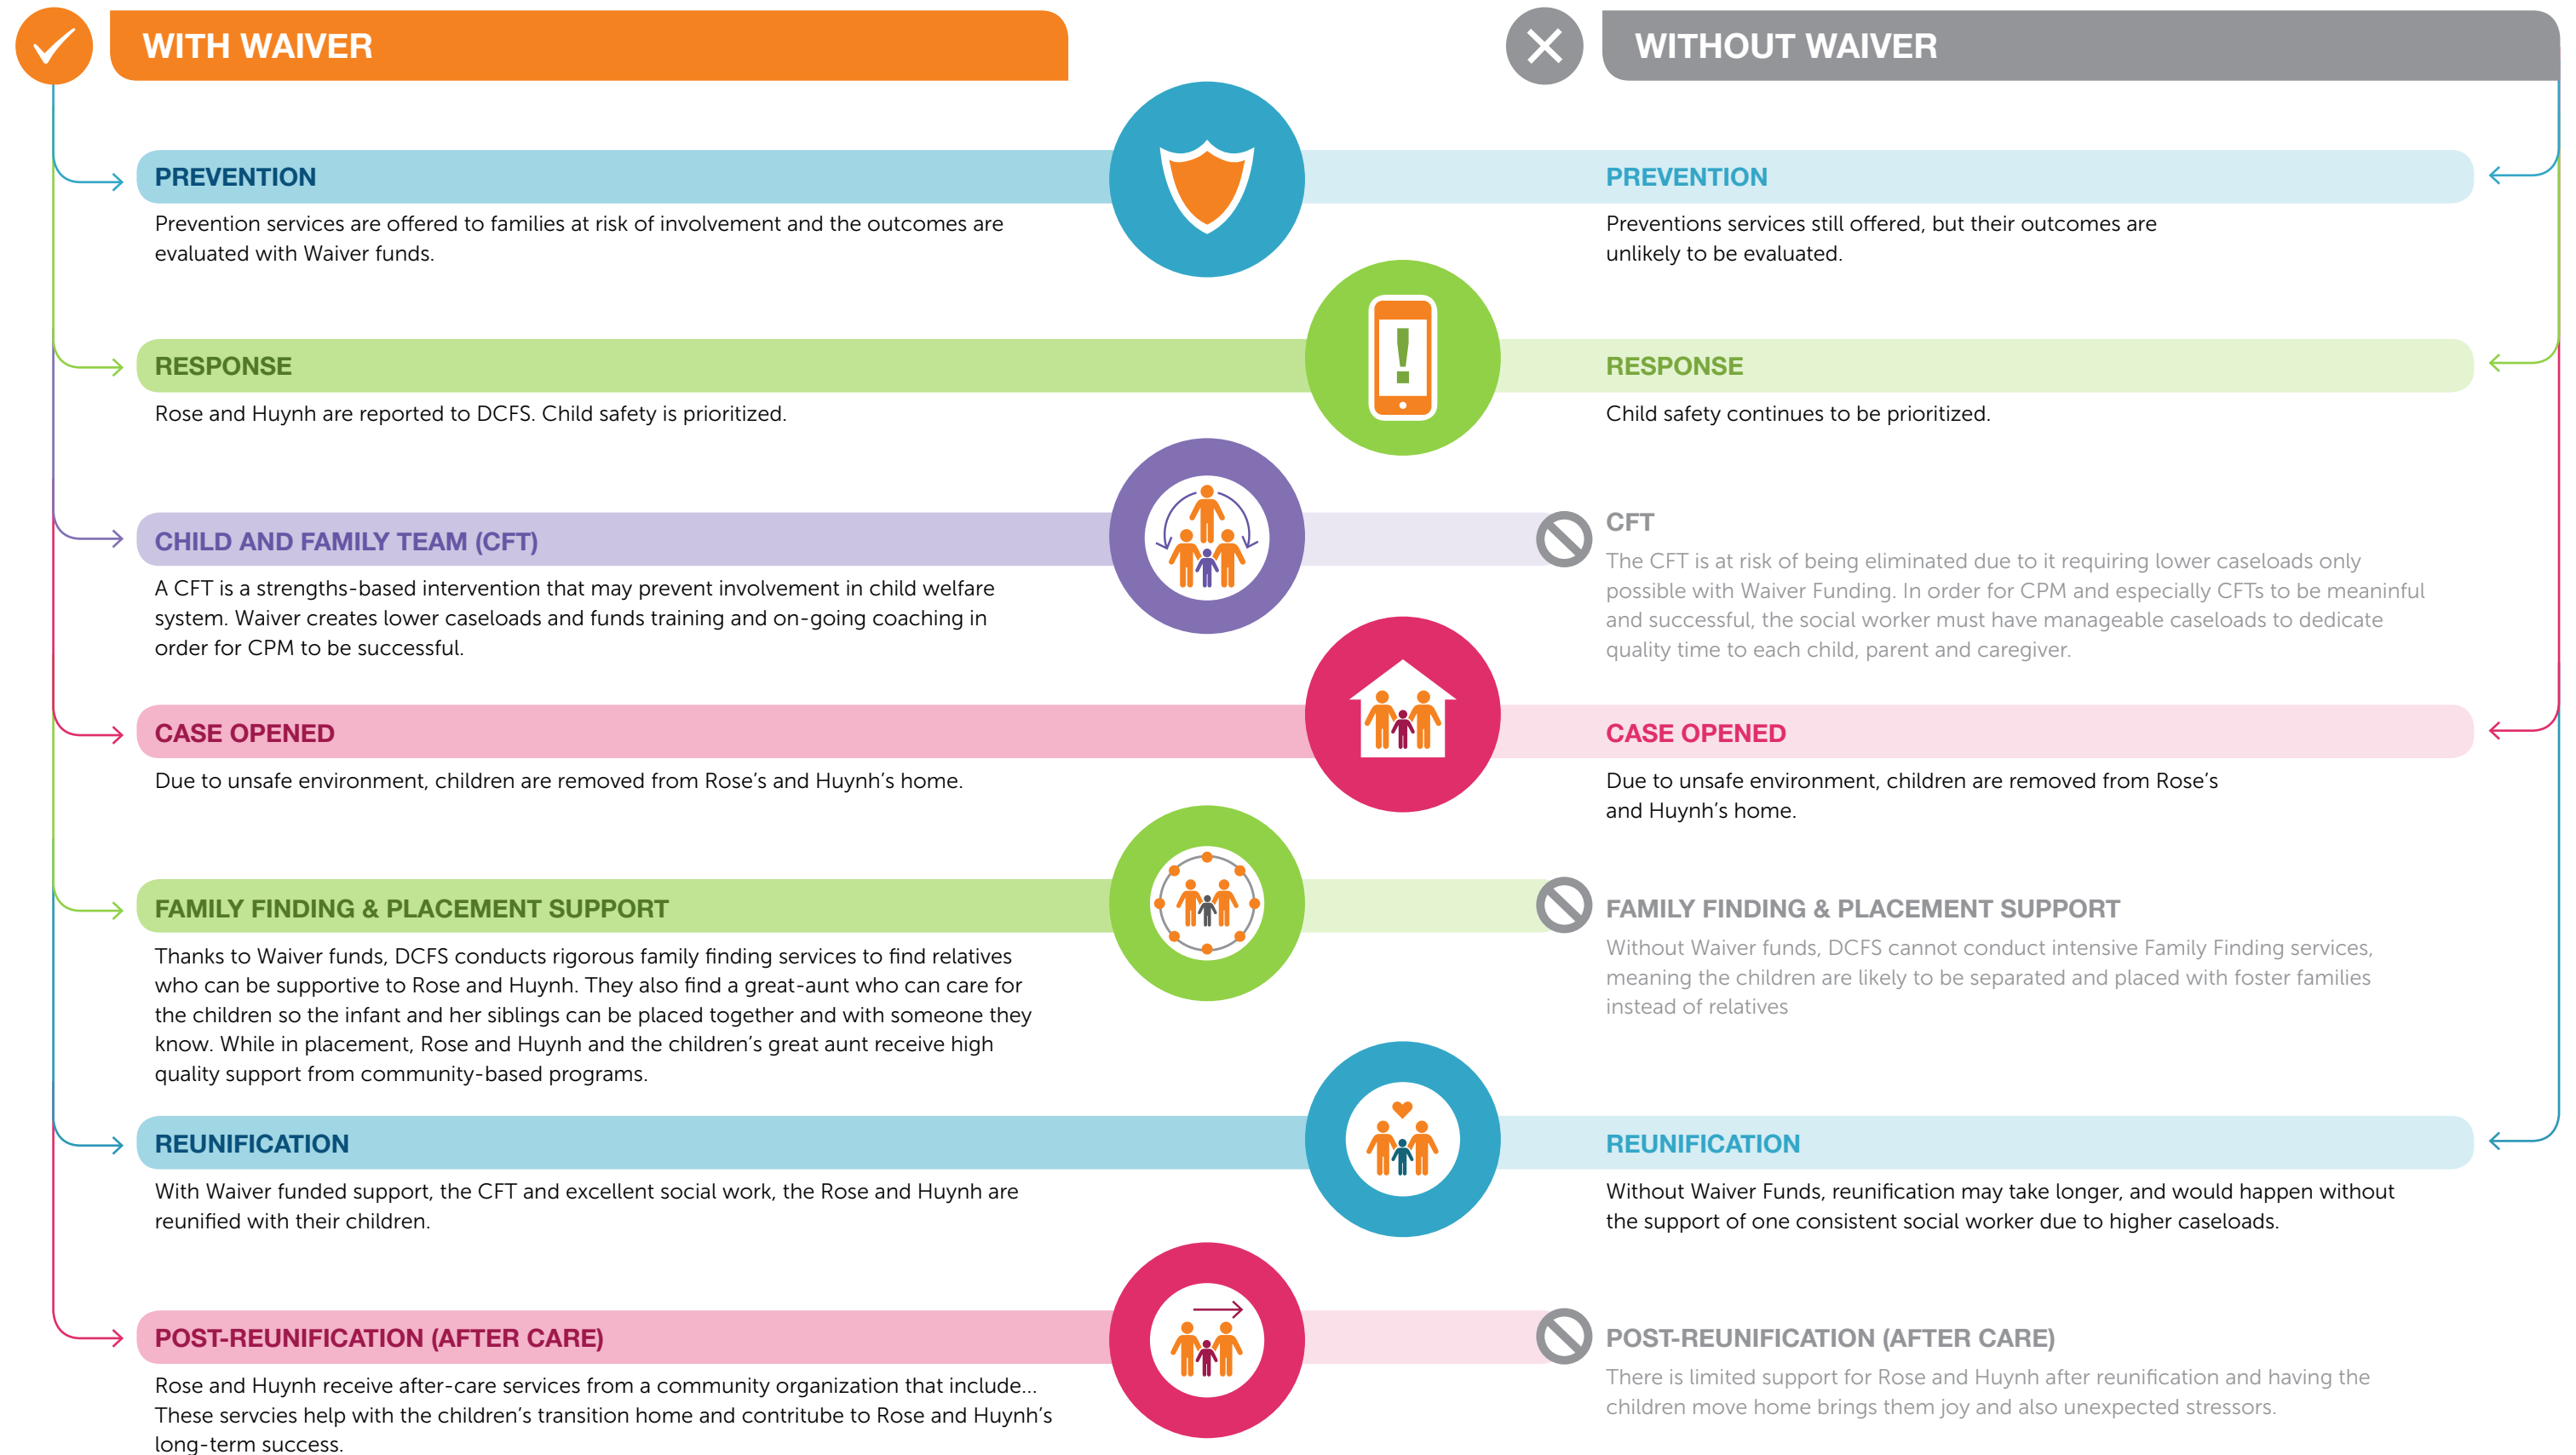 WITH WAIVER
WITHOUT WAIVER
PREVENTION
Prevention services are offered to families at risk of involvement and the outcomes are
evaluated with Waiver funds.
PREVENTION
Preventions services still offered, but their outcomes are
unlikely to be evaluated.
RESPONSE
Rose and Huynh are reported to DCFS. Child safety is prioritized.
RESPONSE
Child safety continues to be prioritized.
CHILD AND FAMILY TEAM (CFT)
A CFT is a strengths-based intervention that may prevent involvement in child welfare
system. Waiver creates lower caseloads and funds training and on-going coaching in
order for CPM to be successful.
CFT
The CFT is at risk of being eliminated due to it requiring lower caseloads only
possible with Waiver Funding. In order for CPM and especially CFTs to be meaninful
and successful, the social worker must have manageable caseloads to dedicate
quality time to each child, parent and caregiver.
CASE OPENED
Due to unsafe environment, children are removed from Rose's and Huynh's home.
CASE OPENED
Due to unsafe environment, children are removed from Rose's
and Huynh's home.
FAMILY FINDING & PLACEMENT SUPPORT
Thanks to Waiver funds, DCFS conducts rigorous family finding services to find relatives
who can be supportive to Rose and Huynh. They also find a great-aunt who can care for
the children so the infant and her siblings can be placed together and with someone they
know. While in placement, Rose and Huynh and the children's great aunt receive high
quality support from community-based programs.
FAMILY FINDING & PLACEMENT SUPPORT
Without Waiver funds, DCFS cannot conduct intensive Family Finding services,
meaning the children are likely to be separated and placed with foster families
instead of relatives
REUNIFICATION
With Waiver funded support, the CFT and excellent social work, the Rose and Huynh are
reunified with their children.
REUNIFICATION
Without Waiver Funds, reunification may take longer, and would happen without
the support of one consistent social worker due to higher caseloads.
POST-REUNIFICATION (AFTER CARE)
Rose and Huynh receive after-care services from a community organization that include...
These servcies help with the children's transition home and contritube to Rose and Huynh's
long-term success.
POST-REUNIFICATION (AFTER CARE)
There is limited support for Rose and Huynh after reunification and having the
children move home brings them joy and also unexpected stressors.